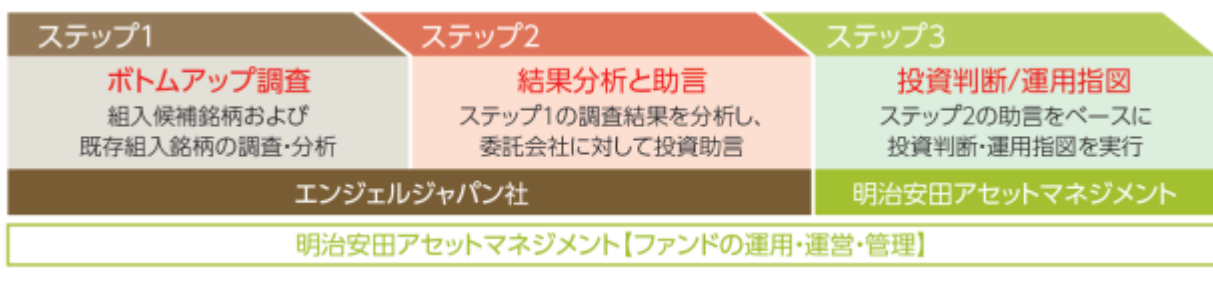 ステップ1
ステップ2
ステップ3
ボトムアップ調査
組入候補銘柄および
既存組入銘柄の調査・分析
結果分析と助言
ステップ1の調査結果を分析し、
委託会社に対して投資助言
投資判断/運用指図
ステップ2の助言をベースに
投資判断・運用指図を実行
エンジェルジャパン社
明治安田アセットマネジメント
明治安田アセットマネジメント【ファンドの運用・運営・管理】